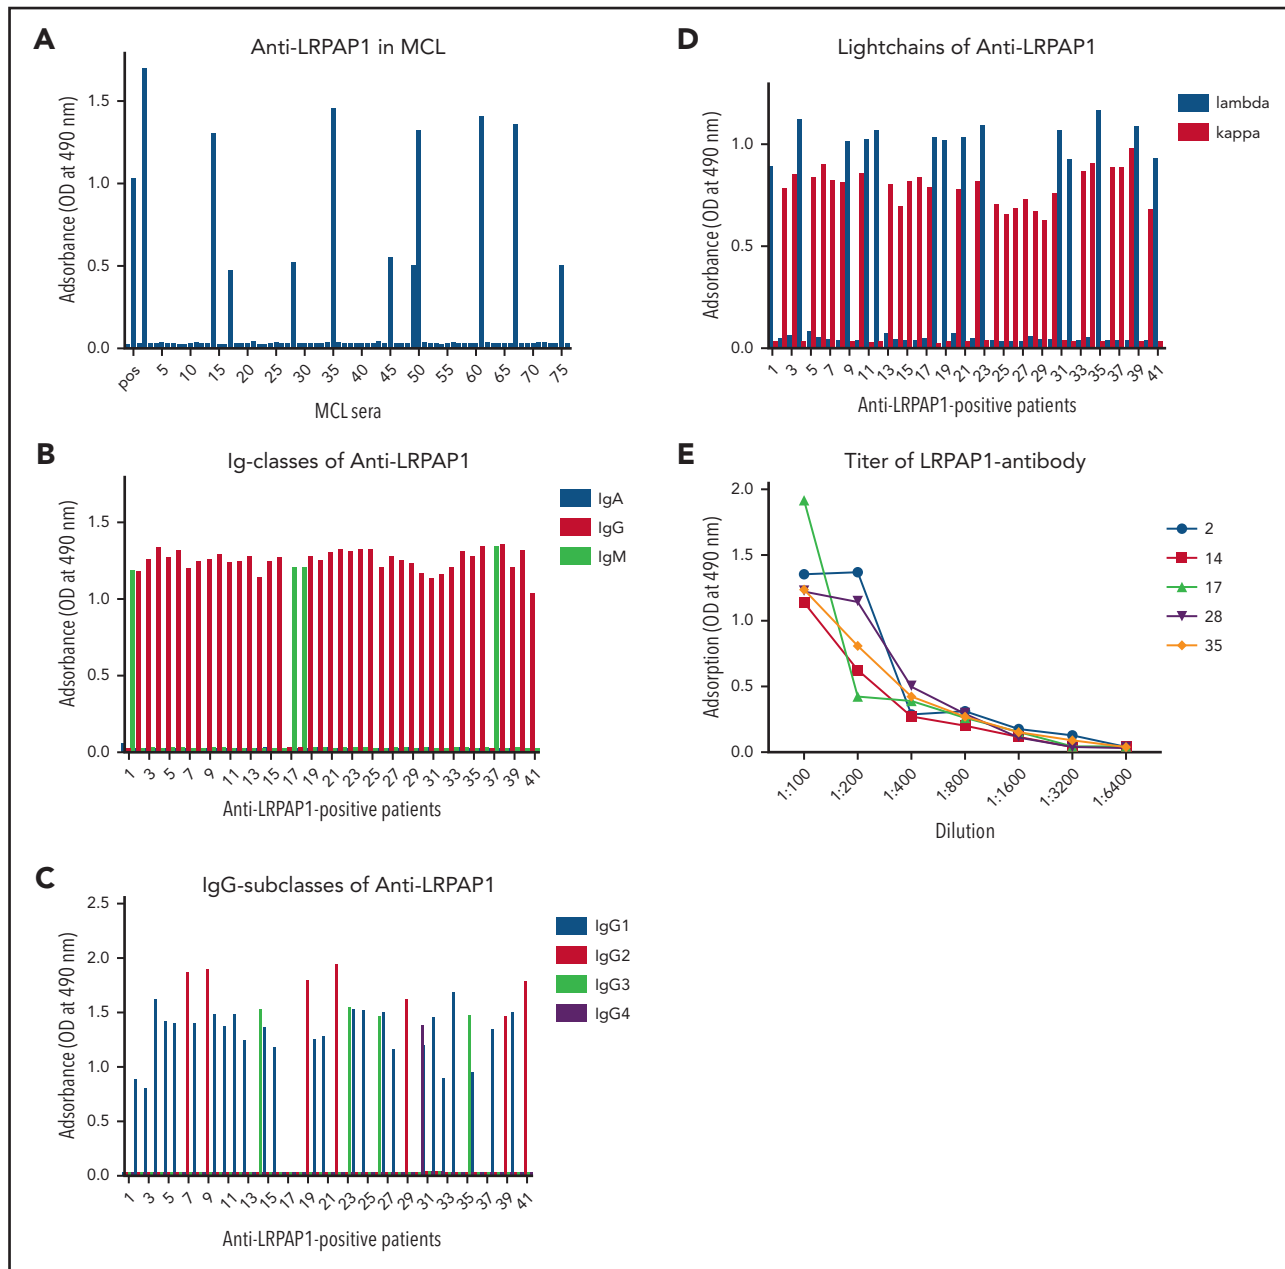 A
Anti-LRPAP1 in MCL
Adsorbance (OD at 490 nm)
1.5
1.0
0.5
0.0
pos 5 10 15 20 25 30 35 40 45 50 55 60 65 70 75
MCL sera
B
Ig-classes of Anti-LRPAP1
Adsorbance (OD at 490 nm)
1.5
1.0
0.5
0.0
1 3 5 7 9 11 13 15 17 19 21 23 25 27 29 31 33 35 37 39 41
Anti-LRPAP1-positive patients
IgA
IgG
IgM
C
IgG-subclasses of Anti-LRPAP1
Adsorbance (OD at 490 nm)
2.5
2.0
1.5
1.0
0.5
0.0
1 3 5 7 9 11 13 15 17 19 21 23 25 27 29 31 33 35 37 39 41
Anti-LRPAP1-positive patients
IgG1
IgG2
IgG3
IgG4
D
Lightchains of Anti-LRPAP1
Adsorbance (OD at 490 nm)
1.0
0.5
0.0
1 3 5 7 9 11 13 15 17 19 21 23 25 27 29 31 33 35 37 39 41
Anti-LRPAP1-positive patients
lambda
kappa
E
Titer of LRPAP1-antibody
Adsorption (OD at 490 nm)
2.0
1.5
1.0
0.5
0.0
1:100 1:200 1:400 1:800 1:1600 1:3200 1:6400
Dilution
2
14
17
28
35